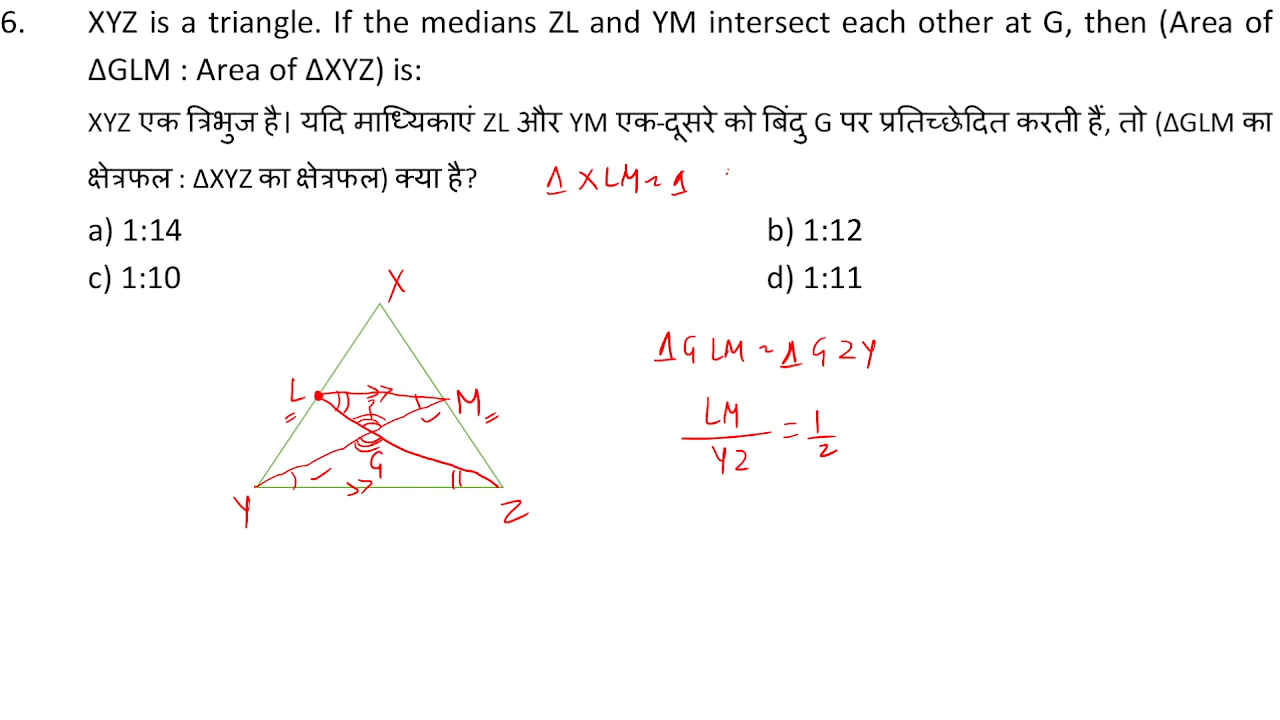 6. XYZ is a triangle. If the medians ZL and YM intersect each other at G, then (Area of
ΔGLM : Area of ΔXYZ) is:
XYZ एक त्रिभुज है। यदि माध्यिकाएं ZL और YM एक-दूसरे को बिंदु G पर प्रतिच्छेदित करती हैं, तो (ΔGLM का
क्षेत्रफल : ΔXYZ का क्षेत्रफल) क्या है?
Δ XLM ~ Δ
a) 1:14
b) 1:12
c) 1:10
d) 1:11
X
Δ G LM ~ Δ G Z Y
L
M
LM/YZ = 1/2
G
Y
Z